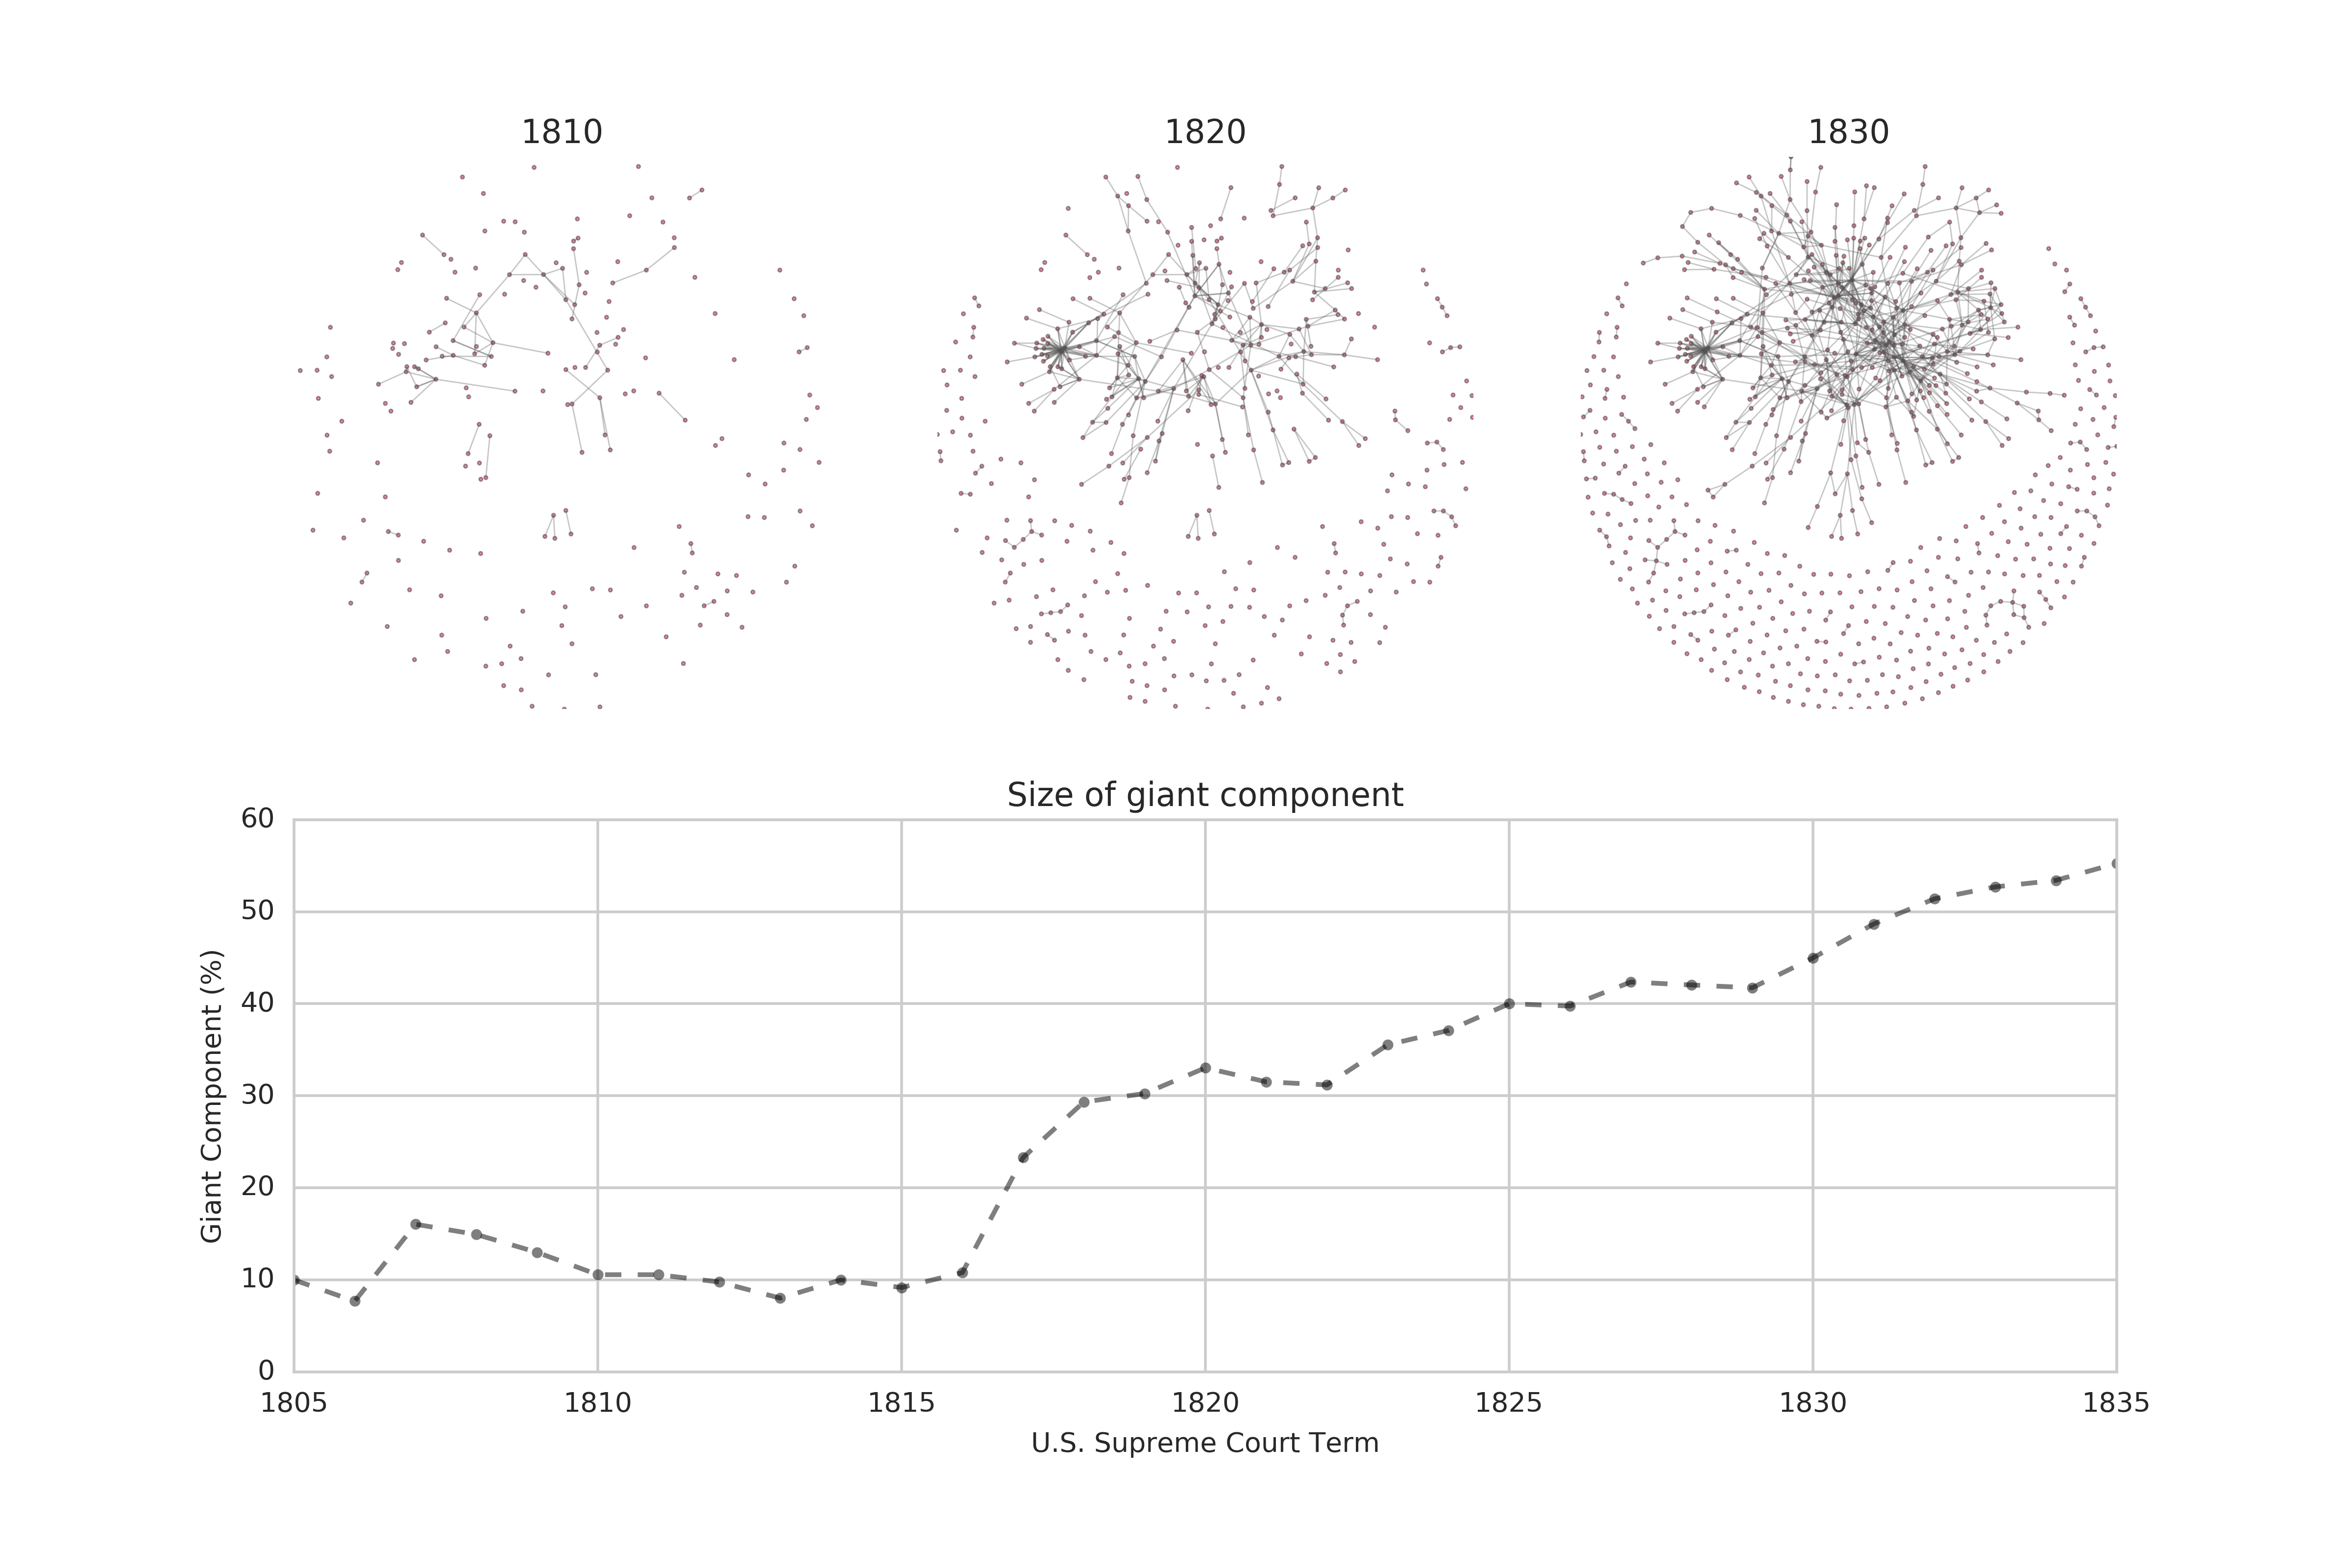 1810 1820 1830
Size of giant component
60
50
40
30
20
10
0
Giant Component (%)
1805 1810 1815 1820 1825 1830 1835
U.S. Supreme Court Term